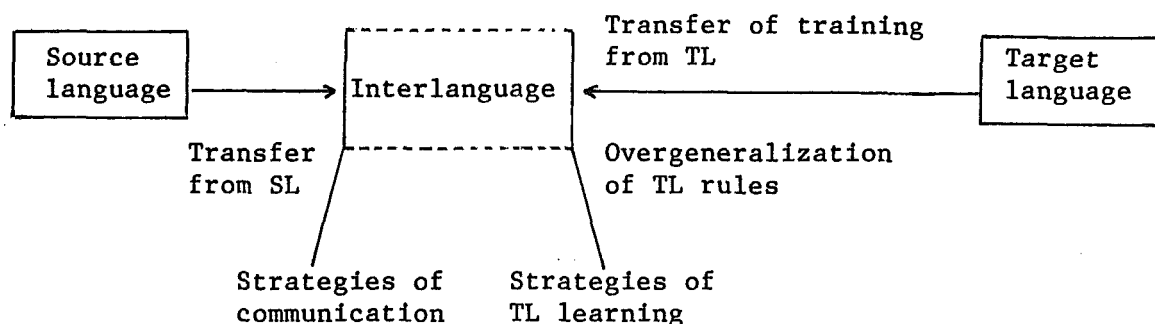 Source
language
Interlanguage
Transfer of training
from TL
Target
language
Transfer
from SL
Overgeneralization
of TL rules
Strategies of
communication
Strategies of
TL learning